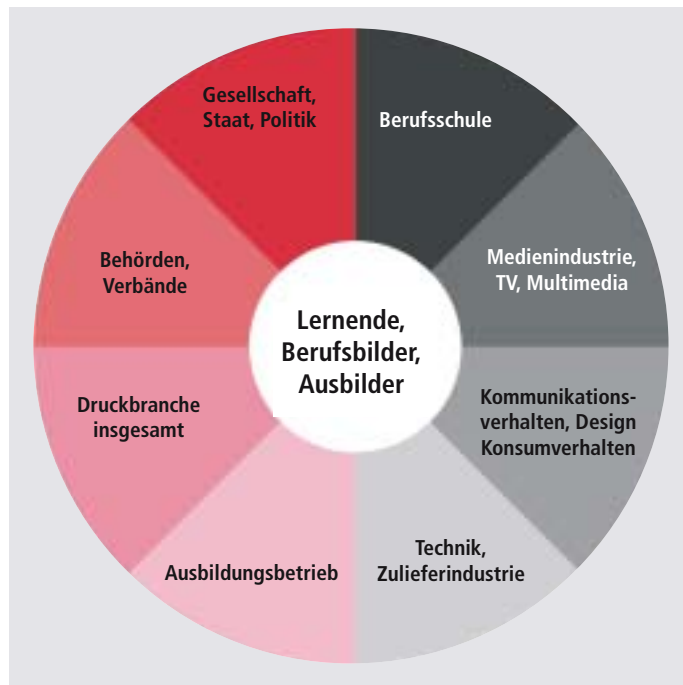 Gesellschaft,
Staat, Politik
Berufsschule
Medienindustrie,
TV, Multimedia
Kommunikations-
verhalten, Design
Konsumverhalten
Technik,
Zulieferindustrie
Ausbildungsbetrieb
Druckbranche
insgesamt
Behörden,
Verbände
Lernende,
Berufsbilder,
Ausbilder